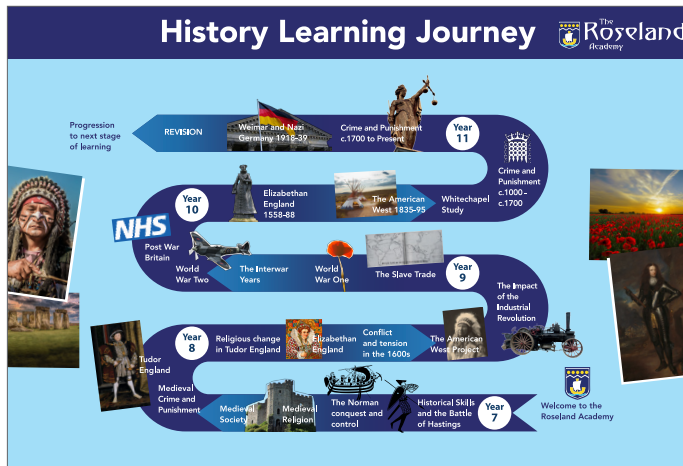 History Learning Journey
The
Roseland
Academy
Progression
to next stage
of learning
REVISION
Weimar and Nazi
Germany 1918-39
Crime and Punishment
c.1700 to Present
Year
11
Crime and
Punishment
c.1000 -
c.1700
Year
10
Elizabethan
England
1558-88
The American
West 1835-95
Whitechapel
Study
NHS
Post War
Britain
World
War Two
The Interwar
Years
World
War One
The Slave Trade
Year
9
The Impact
of the
Industrial
Revolution
Tudor
England
Year
8
Religious change
in Tudor England
Elizabethan
England
Conflict
and tension
in the 1600s
The American
West Project
Medieval
Crime and
Punishment
Medieval
Society
Medieval
Religion
The Norman
conquest and
control
Historical Skills
and the Battle
of Hastings
Year
7
Welcome to the
Roseland Academy